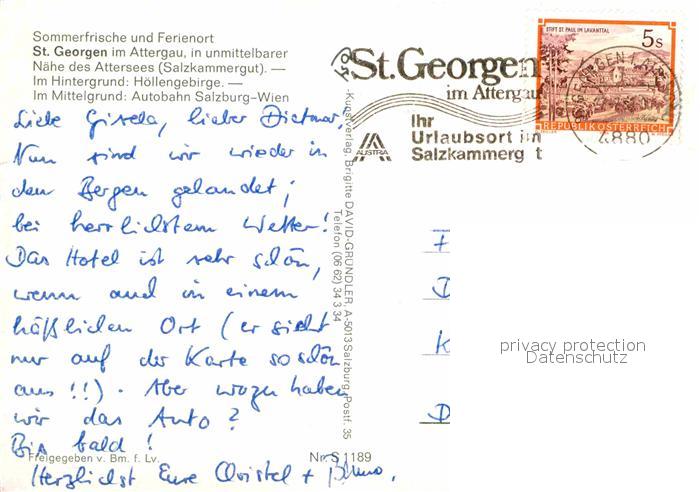 Sommerfrische und Ferienort
St. Georgen im Attergau, in unmittelbarer
Nähe des Attersees (Salzkammergut). —
Im Hintergrund: Höllengebirge. —
Im Mittelgrund: Autobahn Salzburg–Wien
Liebe Gisela, lieber Dietmar!
Nun sind wir wieder in
den Bergen gelandet;
bei herrlichstem Wetter!
Das Hotel ist sehr schön,
wenn auch in einem
häßlichen Ort (er sieht
nur auf der Karte so schön
aus!!). Aber wozu haben
wir das Auto?
Bis bald!
Freigegeben v. Bm. f. Lv.
Nr. S 1189
Herzlichst Eure Christel + Bruno.
Kunstverlag, Brigitte DAVID-GRÜNDLER, A-5013 Salzburg, Postf. 35
Telefon (06 62) 34 3 34
St. Georgen
im Attergau
Ihr
Urlaubsort im
Salzkammerg t
AUSTRIA
STIFT ST. PAUL IM LAVANTTAL
5s
REPUBLIK ÖSTERREICH
4880
F
D
K
D
privacy protection
Datenschutz